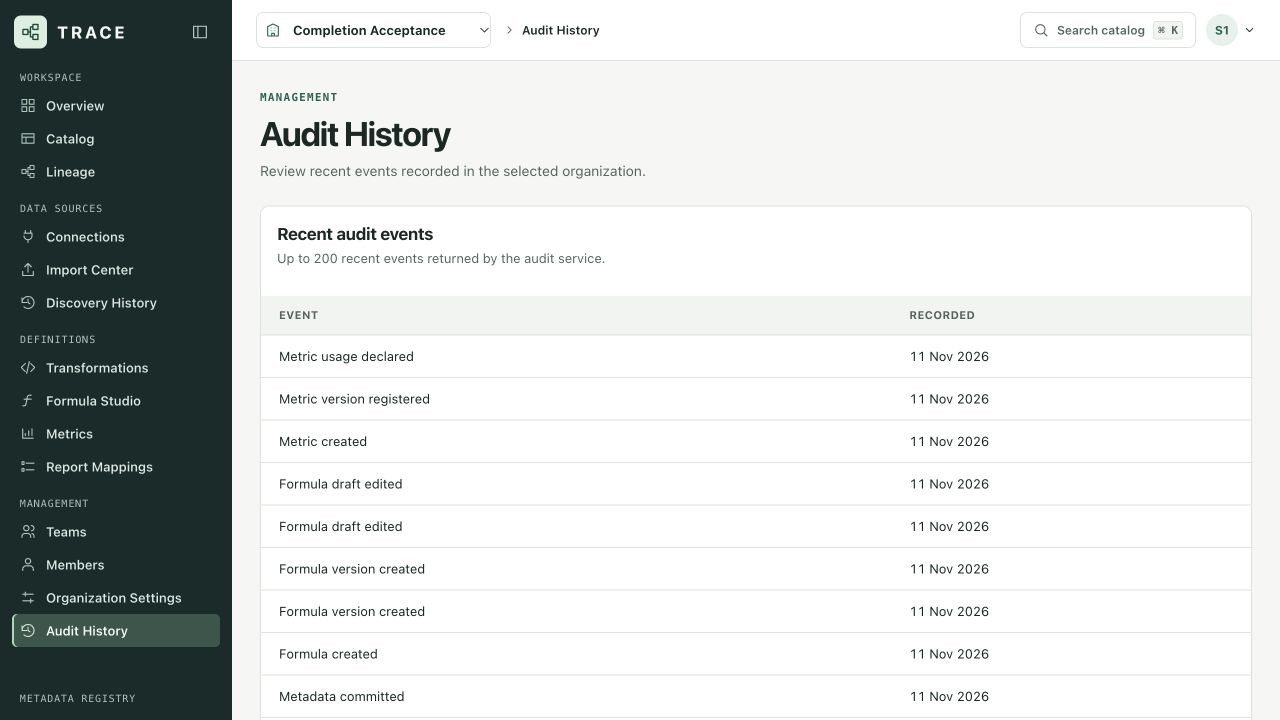 TRACE
WORKSPACE
Overview
Catalog
Lineage
DATA SOURCES
Connections
Import Center
Discovery History
DEFINITIONS
Transformations
Formula Studio
Metrics
Report Mappings
MANAGEMENT
Teams
Members
Organization Settings
Audit History
METADATA REGISTRY
Completion Acceptance Audit History Search catalog ⌘ K S1
MANAGEMENT
Audit History
Review recent events recorded in the selected organization.
Recent audit events
Up to 200 recent events returned by the audit service.
EVENT RECORDED
Metric usage declared 11 Nov 2026
Metric version registered 11 Nov 2026
Metric created 11 Nov 2026
Formula draft edited 11 Nov 2026
Formula draft edited 11 Nov 2026
Formula version created 11 Nov 2026
Formula version created 11 Nov 2026
Formula created 11 Nov 2026
Metadata committed 11 Nov 2026